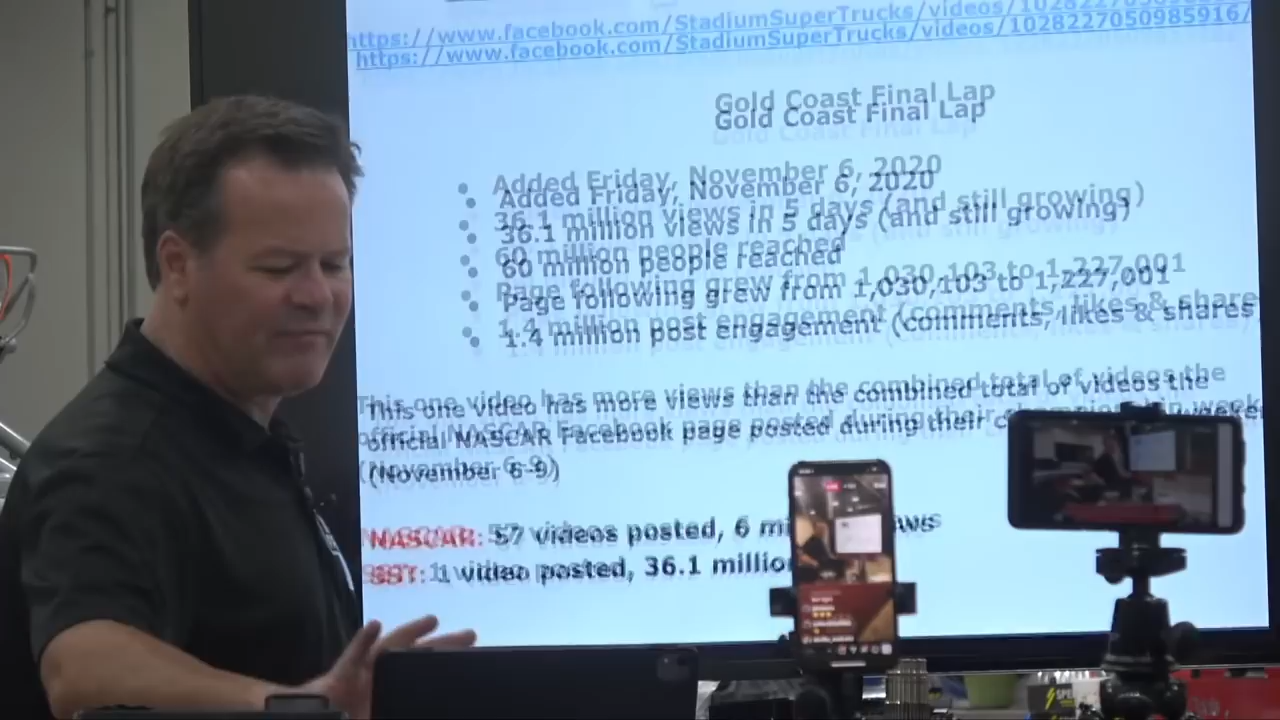 https://www.facebook.com/StadiumSuperTrucks/videos/1028227050985916/
Gold Coast Final Lap
• Added Friday, November 6, 2020
• 36.1 million views in 5 days (and still growing)
• 60 million people reached
• Page following grew from 1,030,103 to 1,227,001
• 1.4 million post engagement (comments, likes & shares
This one video has more views than the combined total of videos the
official NASCAR Facebook page posted during their
(November 6-9)
NASCAR: 57 videos posted, 6
SST: 1 video posted, 36.1